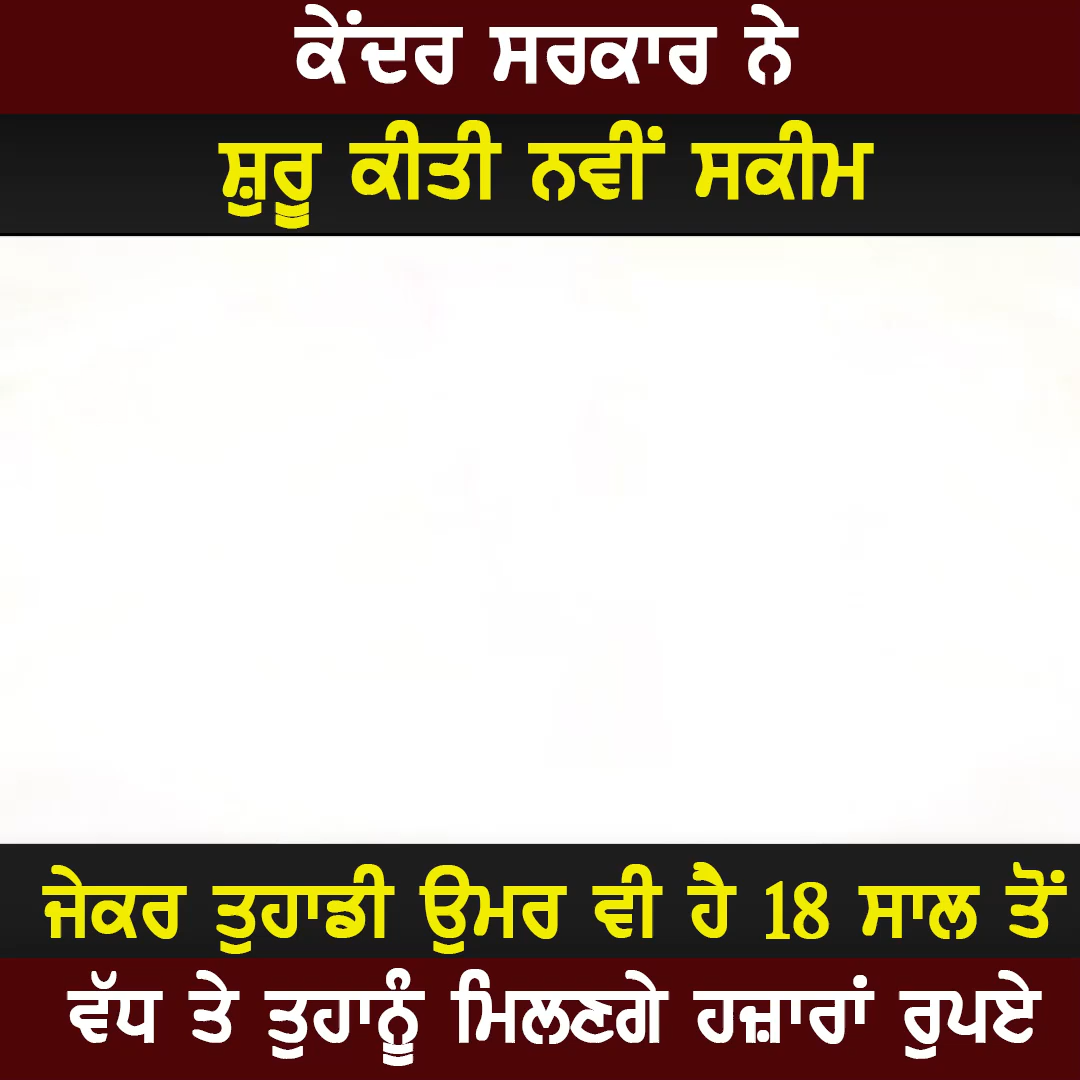 ਕੇਂਦਰ ਸਰਕਾਰ ਨੇ
ਸ਼ੁਰੂ ਕੀਤੀ ਨਵੀਂ ਸਕੀਮ
ਜੇਕਰ ਤੁਹਾਡੀ ਉਮਰ ਵੀ ਹੈ 18 ਸਾਲ ਤੋਂ
ਵੱਧ ਤੇ ਤੁਹਾਨੂੰ ਮਿਲਣਗੇ ਹਜ਼ਾਰਾਂ ਰੁਪਏ